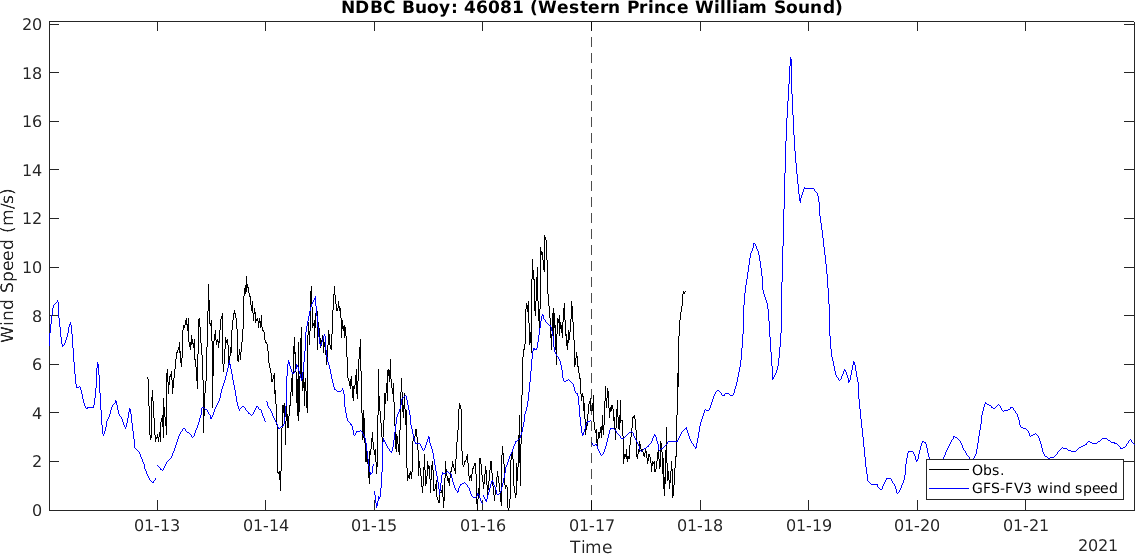 NDBC Buoy: 46081 (Western Prince William Sound)
20
18
16
14
12
10
8
6
4
2
0
Wind Speed (m/s)
Obs.
GFS-FV3 wind speed
01-13 01-14 01-15 01-16 01-17 01-18 01-19 01-20 01-21
Time
2021